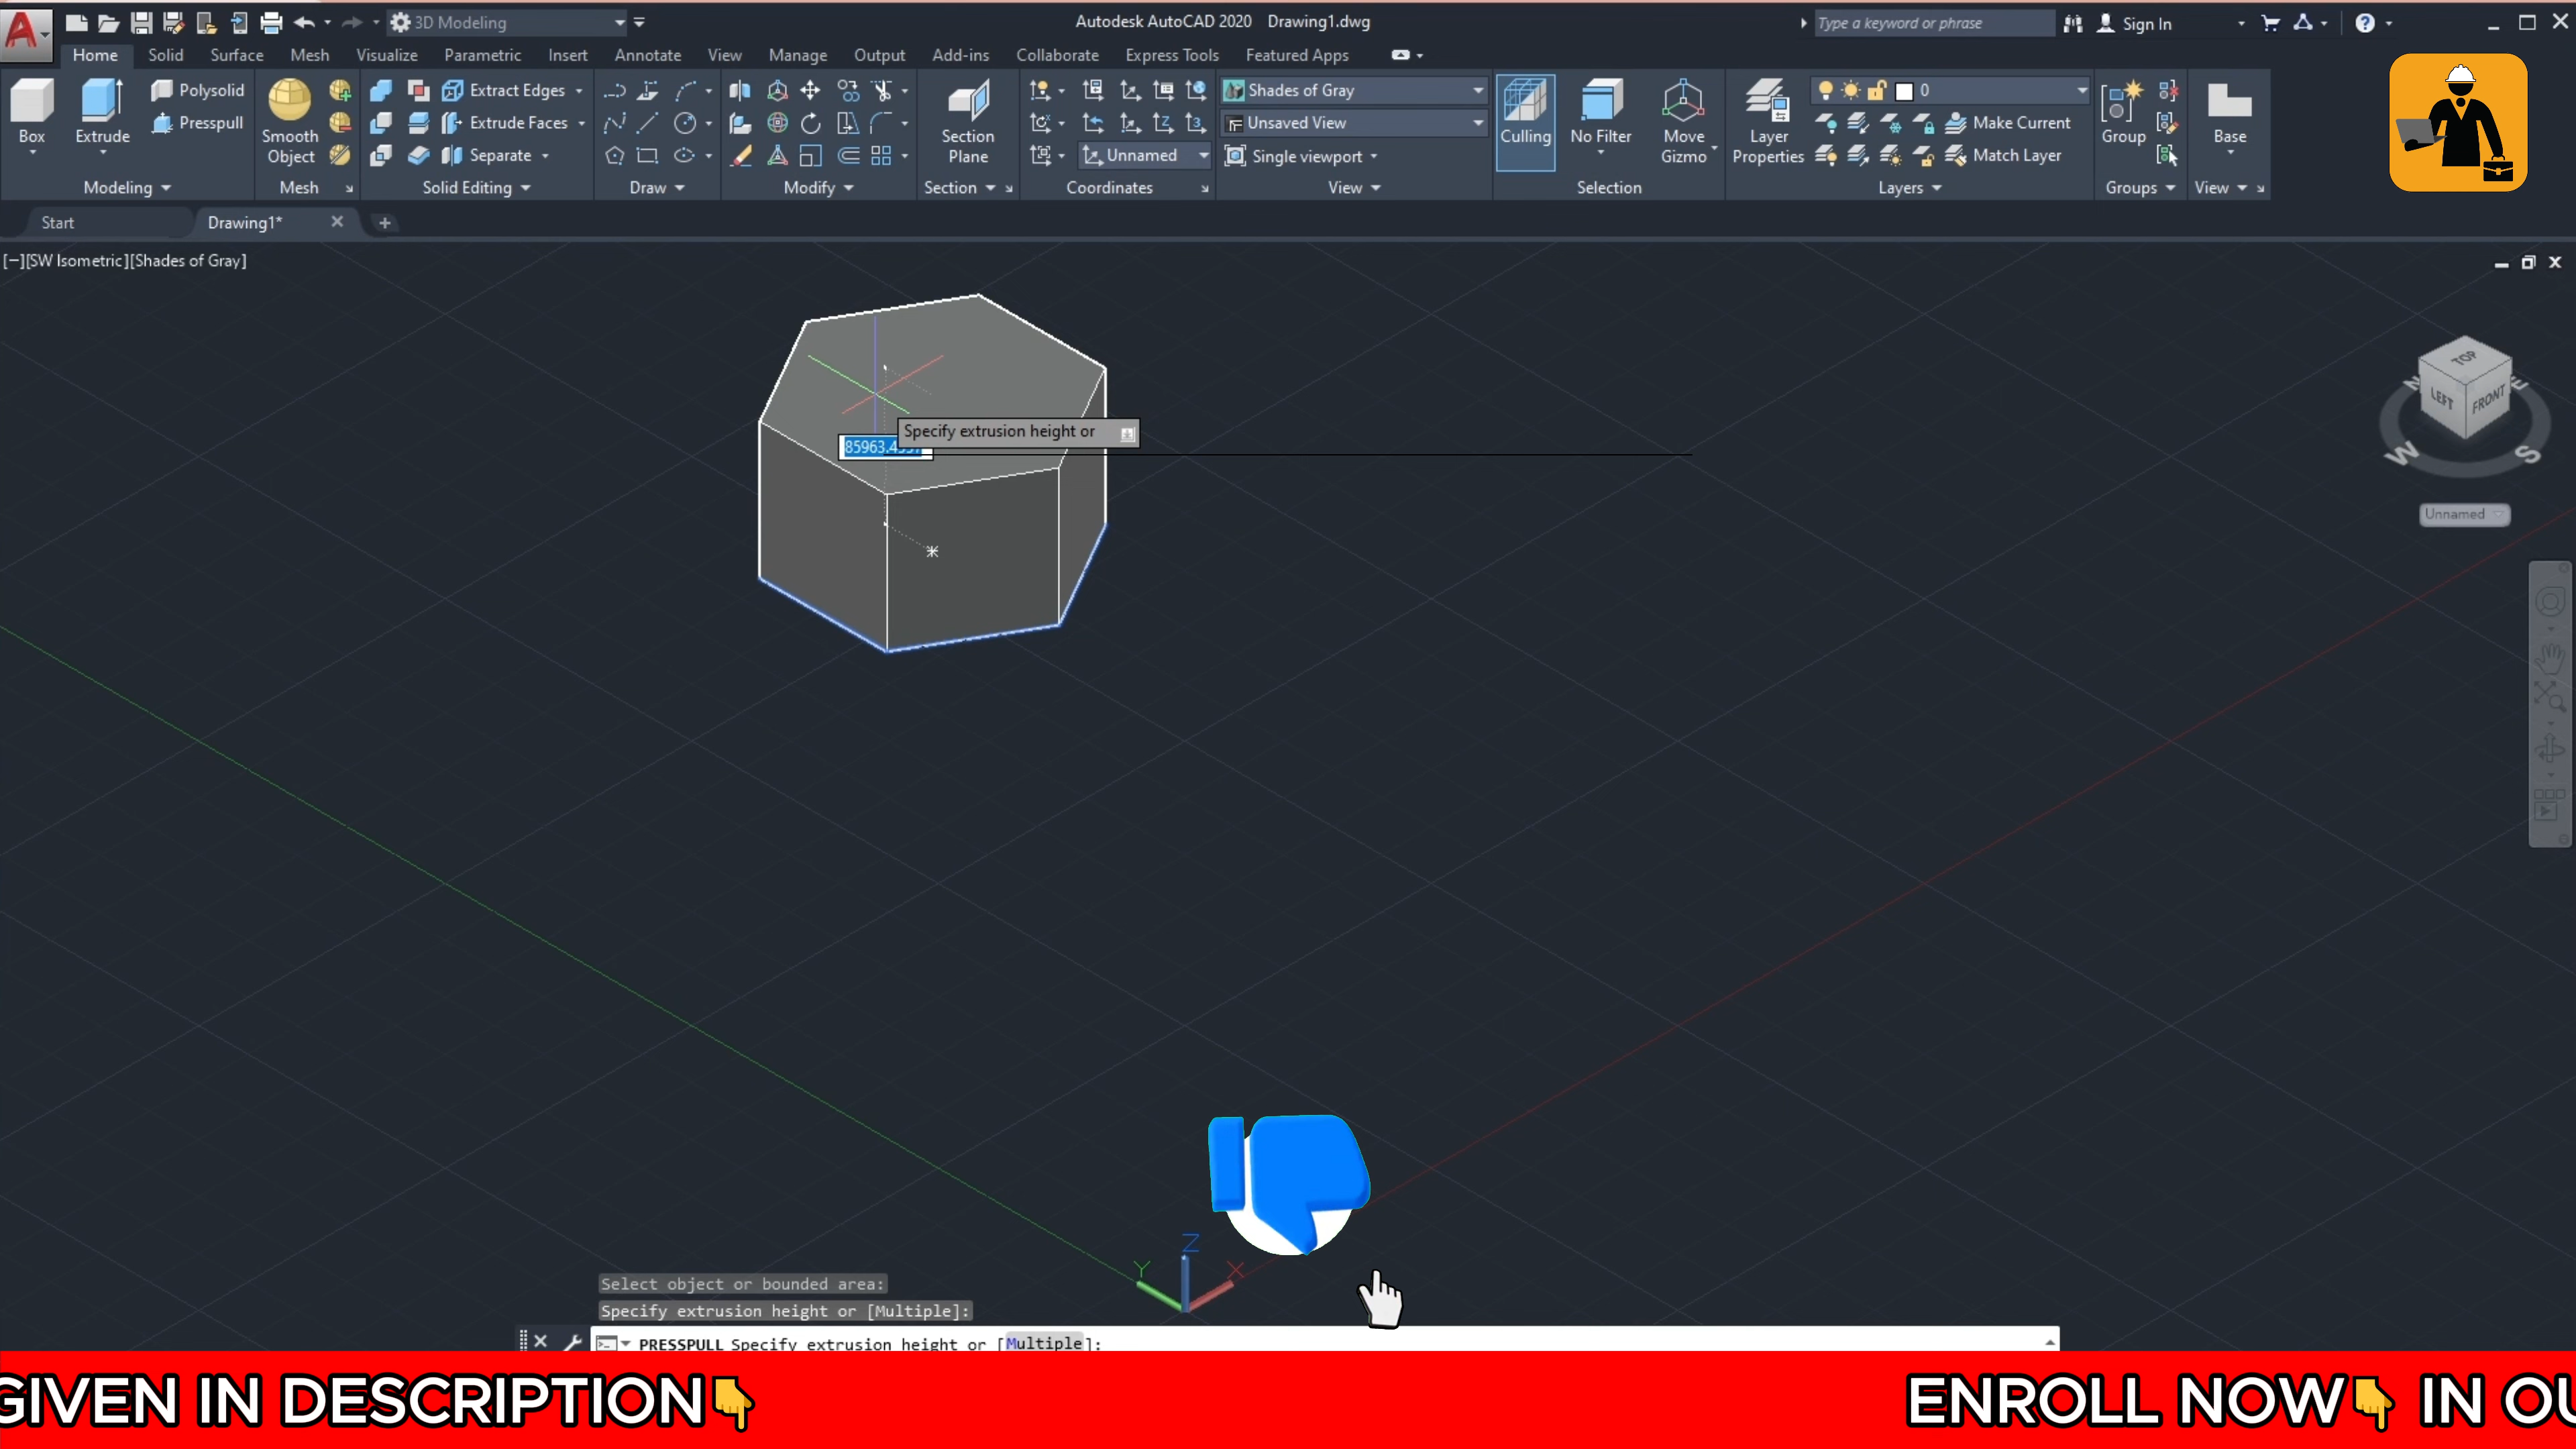 3D Modeling
Autodesk AutoCAD 2020 Drawing1.dwg
Type a keyword or phrase
Sign In
Home Solid Surface Mesh Visualize Parametric Insert Annotate View Manage Output Add-ins Collaborate Express Tools Featured Apps
Box
Extrude
Polysolid
Presspull
Smooth Object
Extract Edges
Extrude Faces
Separate
Section Plane
Unnamed
Shades of Gray
Unsaved View
Single viewport
Culling
No Filter
Move Gizmo
Layer Properties
0
Make Current
Match Layer
Group
Base
Modeling Mesh Solid Editing Draw Modify Section Coordinates View Selection Layers Groups View
Start Drawing1*
[−][SW Isometric][Shades of Gray]
TOP
LEFT FRONT
W S
Unnamed
Specify extrusion height or
Z
Y X
Select object or bounded area:
Specify extrusion height or [Multiple]:
PRESSPULL Specify extrusion height or [Multiple]:
GIVEN IN DESCRIPTION👇 ENROLL NOW👇 IN OU